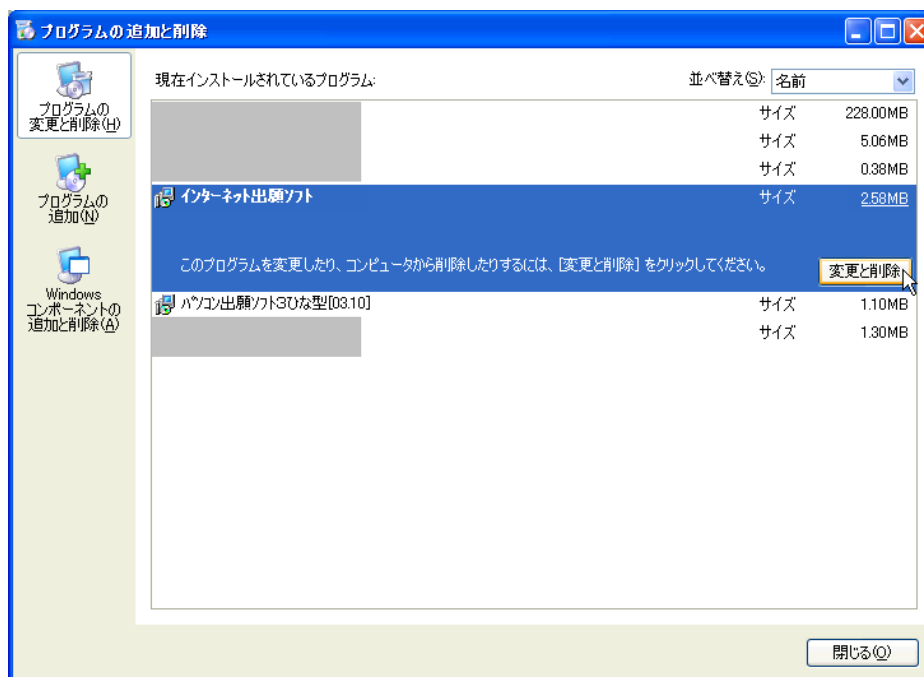 プログラムの追加と削除
プログラムの
変更と削除(H)
プログラムの
追加(N)
Windows
コンポーネントの
追加と削除(A)
現在インストールされているプログラム:
並べ替え(S): 名前
サイズ 228.00MB
サイズ 5.06MB
サイズ 0.38MB
インターネット出願ソフト サイズ 2.58MB
このプログラムを変更したり、コンピュータから削除したりするには、[変更と削除] をクリックしてください。
変更と削除
パソコン出願ソフト3ひな型[03.10] サイズ 1.10MB
サイズ 1.30MB
閉じる(O)